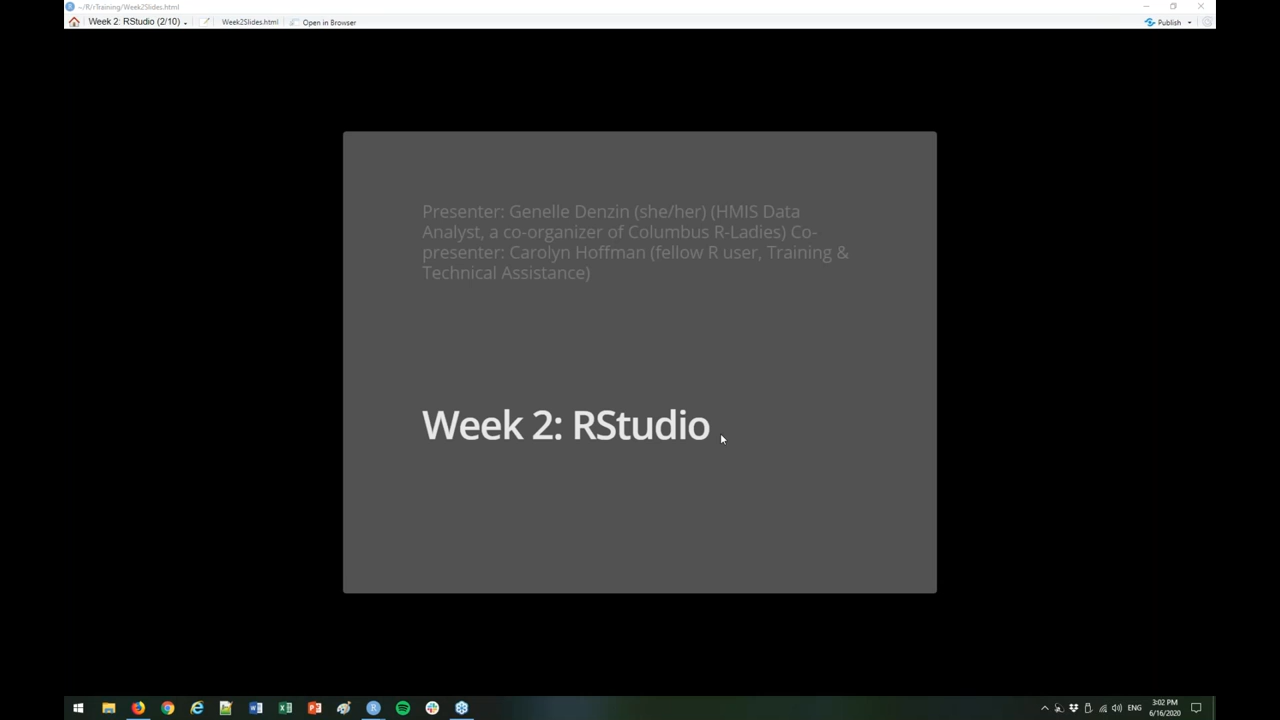 ~/R/rTraining/Week2Slides.html
Week 2: RStudio (2/10) Week2Slides.html Open in Browser Publish
Presenter: Genelle Denzin (she/her) (HMIS Data
Analyst, a co-organizer of Columbus R-Ladies) Co-
presenter: Carolyn Hoffman (fellow R user, Training &
Technical Assistance)
Week 2: RStudio
ENG
3:02 PM
6/16/2020